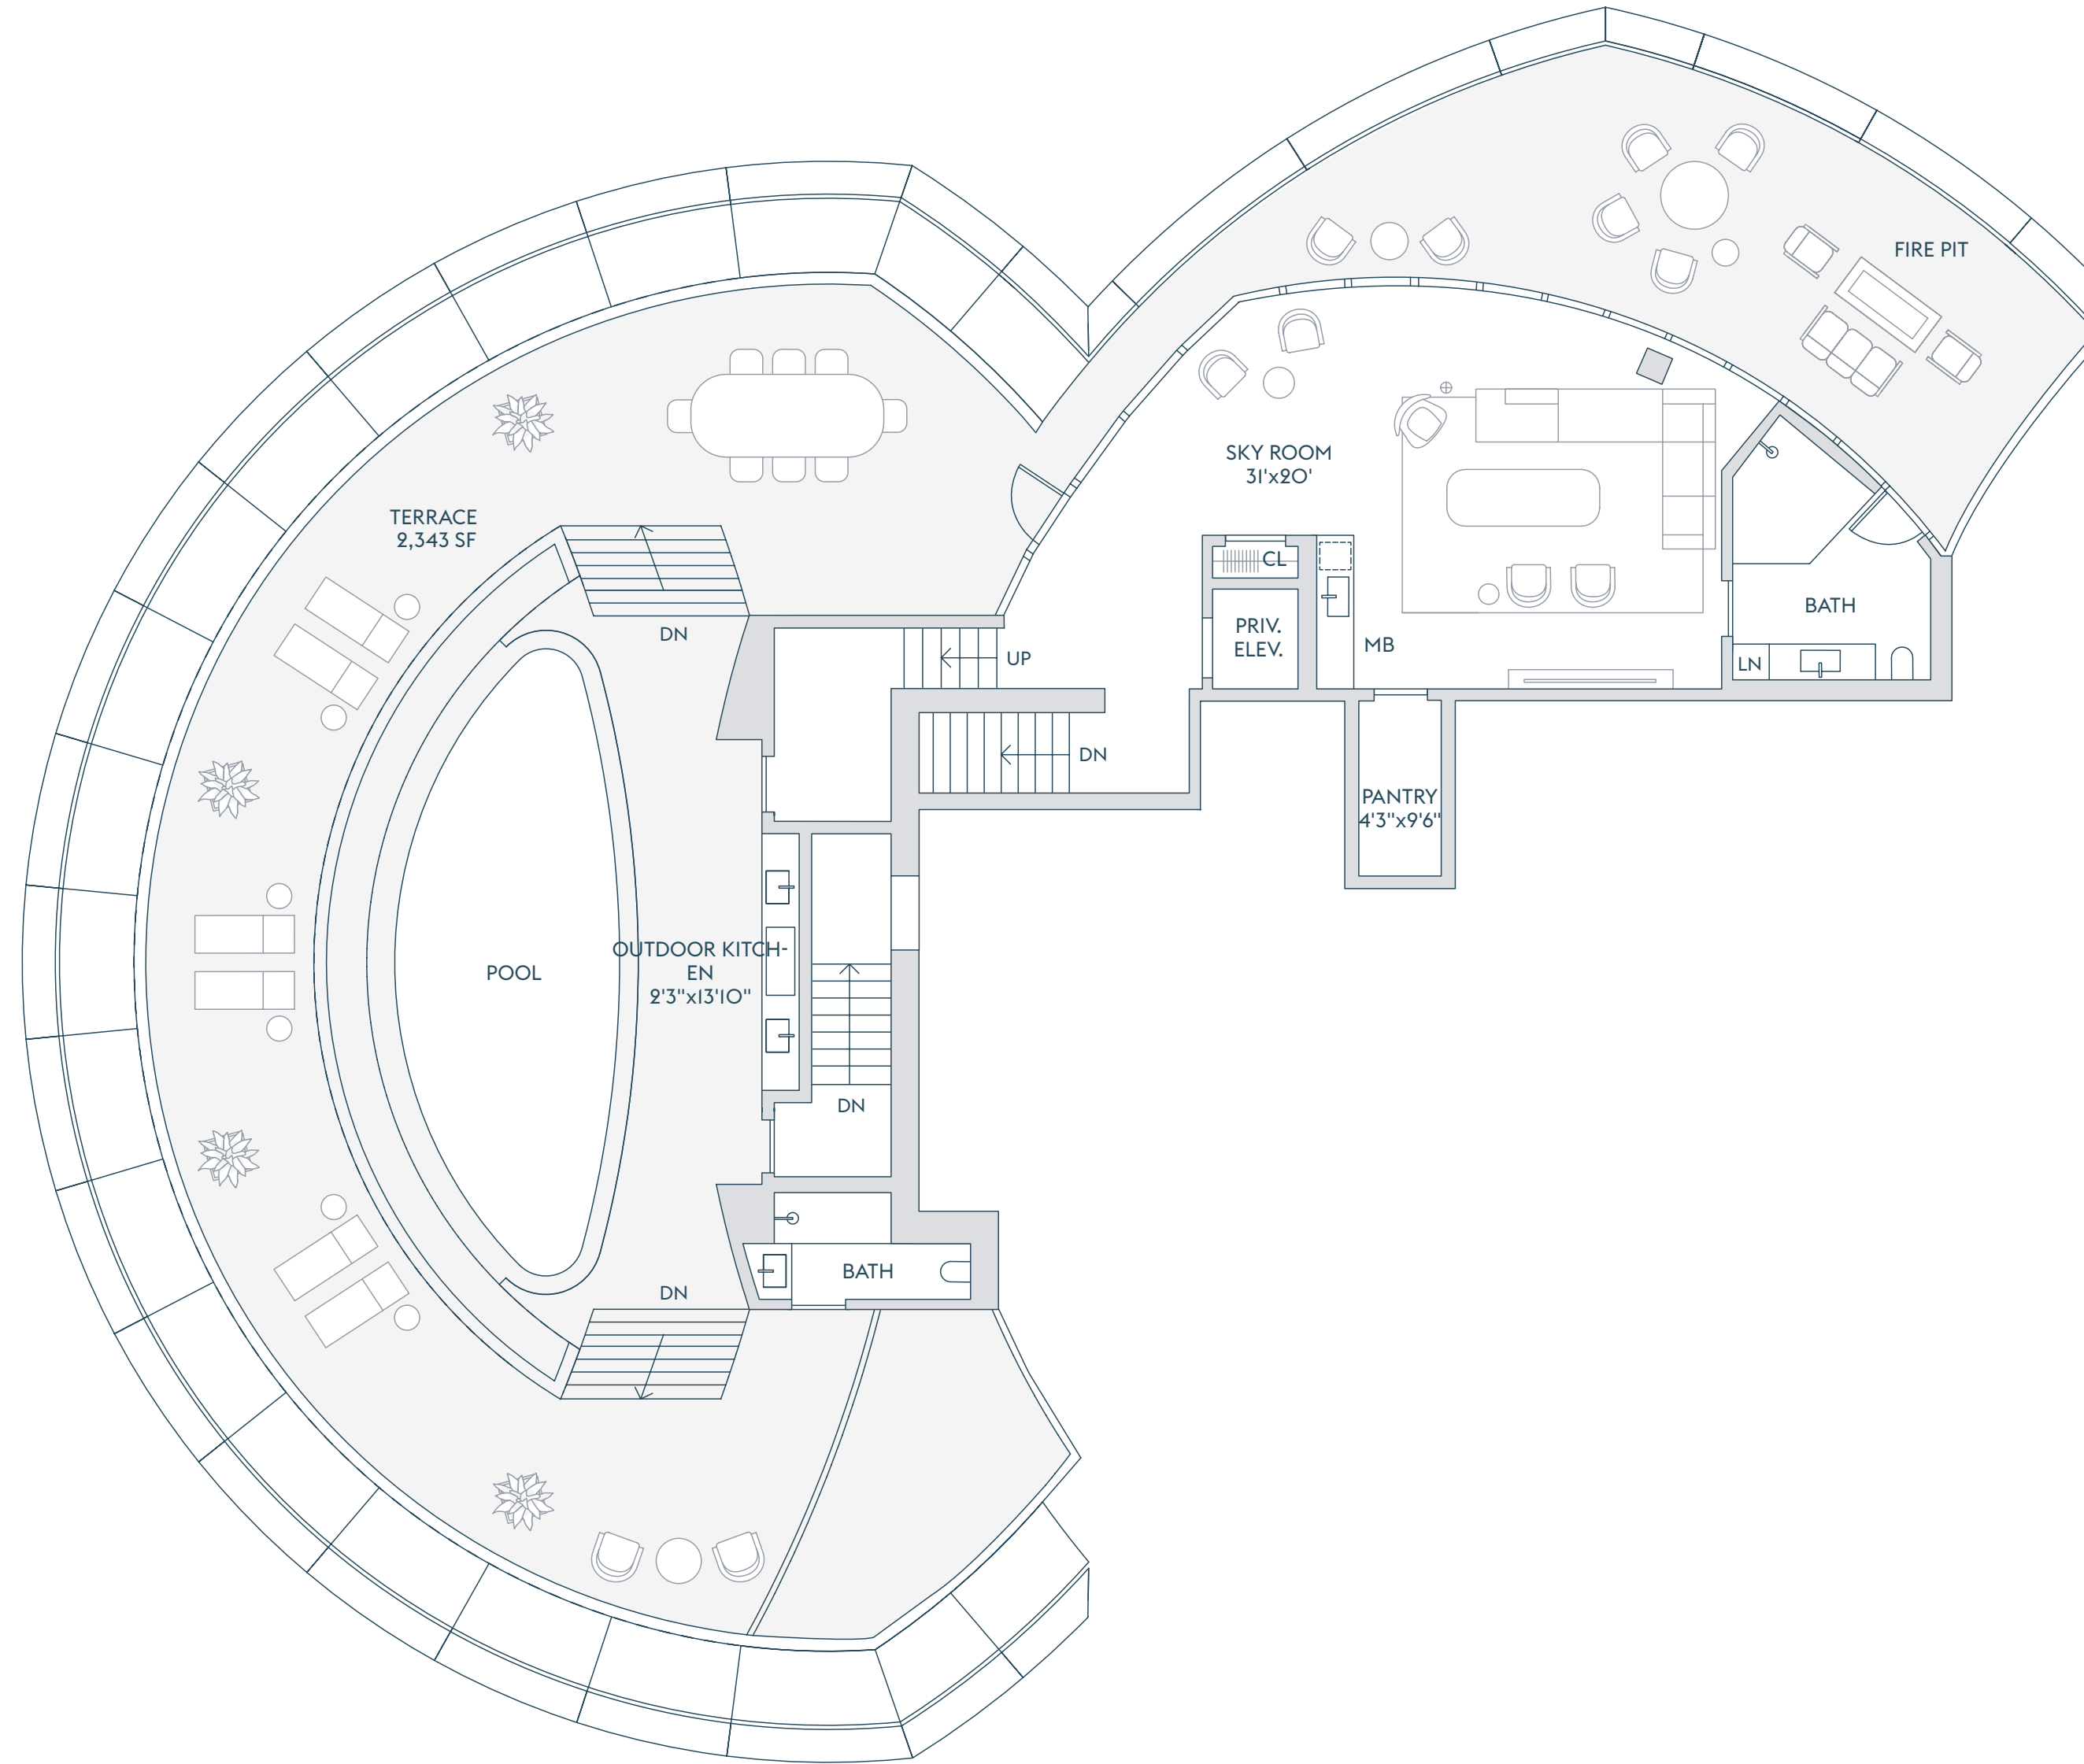 FIRE PIT
SKY ROOM
31'x20'
TERRACE
2,343 SF
CL
BATH
PRIV.
ELEV.
DN
MB
UP
LN
DN
PANTRY
4'3"x9'6"
OUTDOOR KITCH-
EN
2'3"x13'10"
POOL
DN
BATH
DN